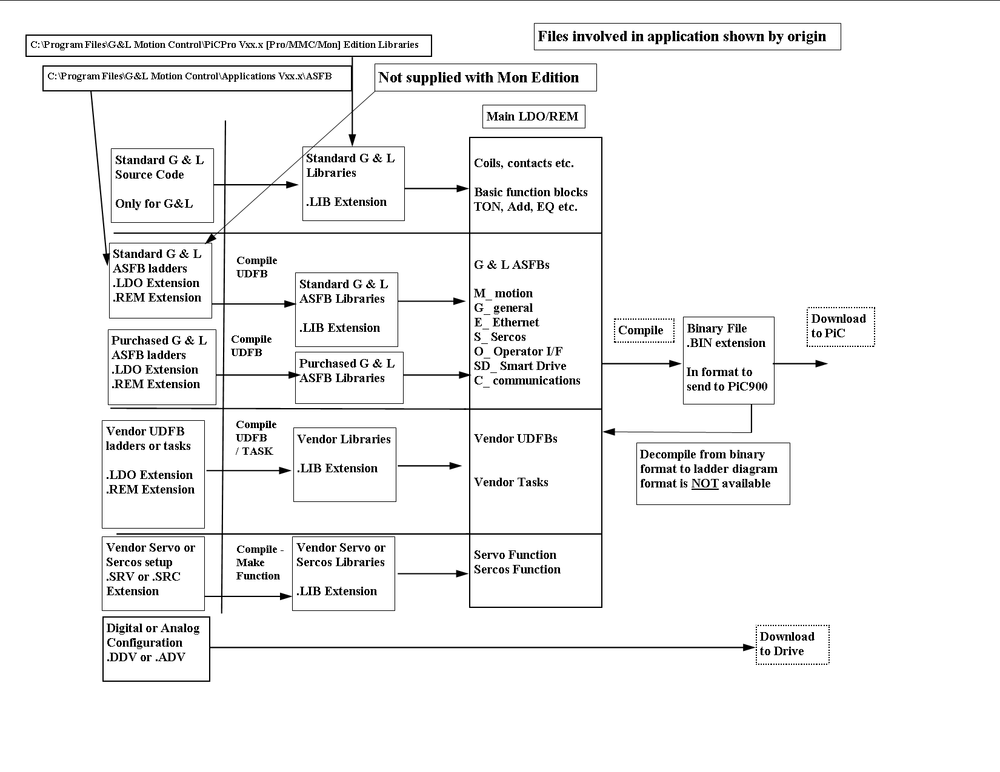 Files involved in application shown by origin
C:\Program Files\G&L Motion Control\PiCPro Vxx.x [Pro/MMC/Mon] Edition Libraries
C:\Program Files\G&L Motion Control\Applications Vxx.x\ASFB
Not supplied with Mon Edition
Main LDO/REM
Standard G & L
Source Code
Only for G&L
Standard G & L
Libraries
.LIB Extension
Coils, contacts etc.
Basic function blocks
TON, Add, EQ etc.
Standard G & L
ASFB ladders
.LDO Extension
.REM Extension
Compile
UDFB
Standard G & L
ASFB Libraries
.LIB Extension
Purchased G & L
ASFB ladders
.LDO Extension
.REM Extension
Compile
UDFB
Purchased G & L
ASFB Libraries
G & L ASFBs
M_ motion
G_ general
E_ Ethernet
S_ Sercos
O_ Operator I/F
SD_ Smart Drive
C_ communications
Compile
Binary File
.BIN extension
In format to
send to PiC900
Download
to PiC
Vendor UDFB
ladders or tasks
.LDO Extension
.REM Extension
Compile
UDFB
/ TASK
Vendor Libraries
.LIB Extension
Vendor UDFBs
Vendor Tasks
Decompile from binary
format to ladder diagram
format is NOT available
Vendor Servo or
Sercos setup
.SRV or .SRC
Extension
Compile -
Make
Function
Vendor Servo or
Sercos Libraries
.LIB Extension
Servo Function
Sercos Function
Digital or Analog
Configuration
.DDV or .ADV
Download
to Drive